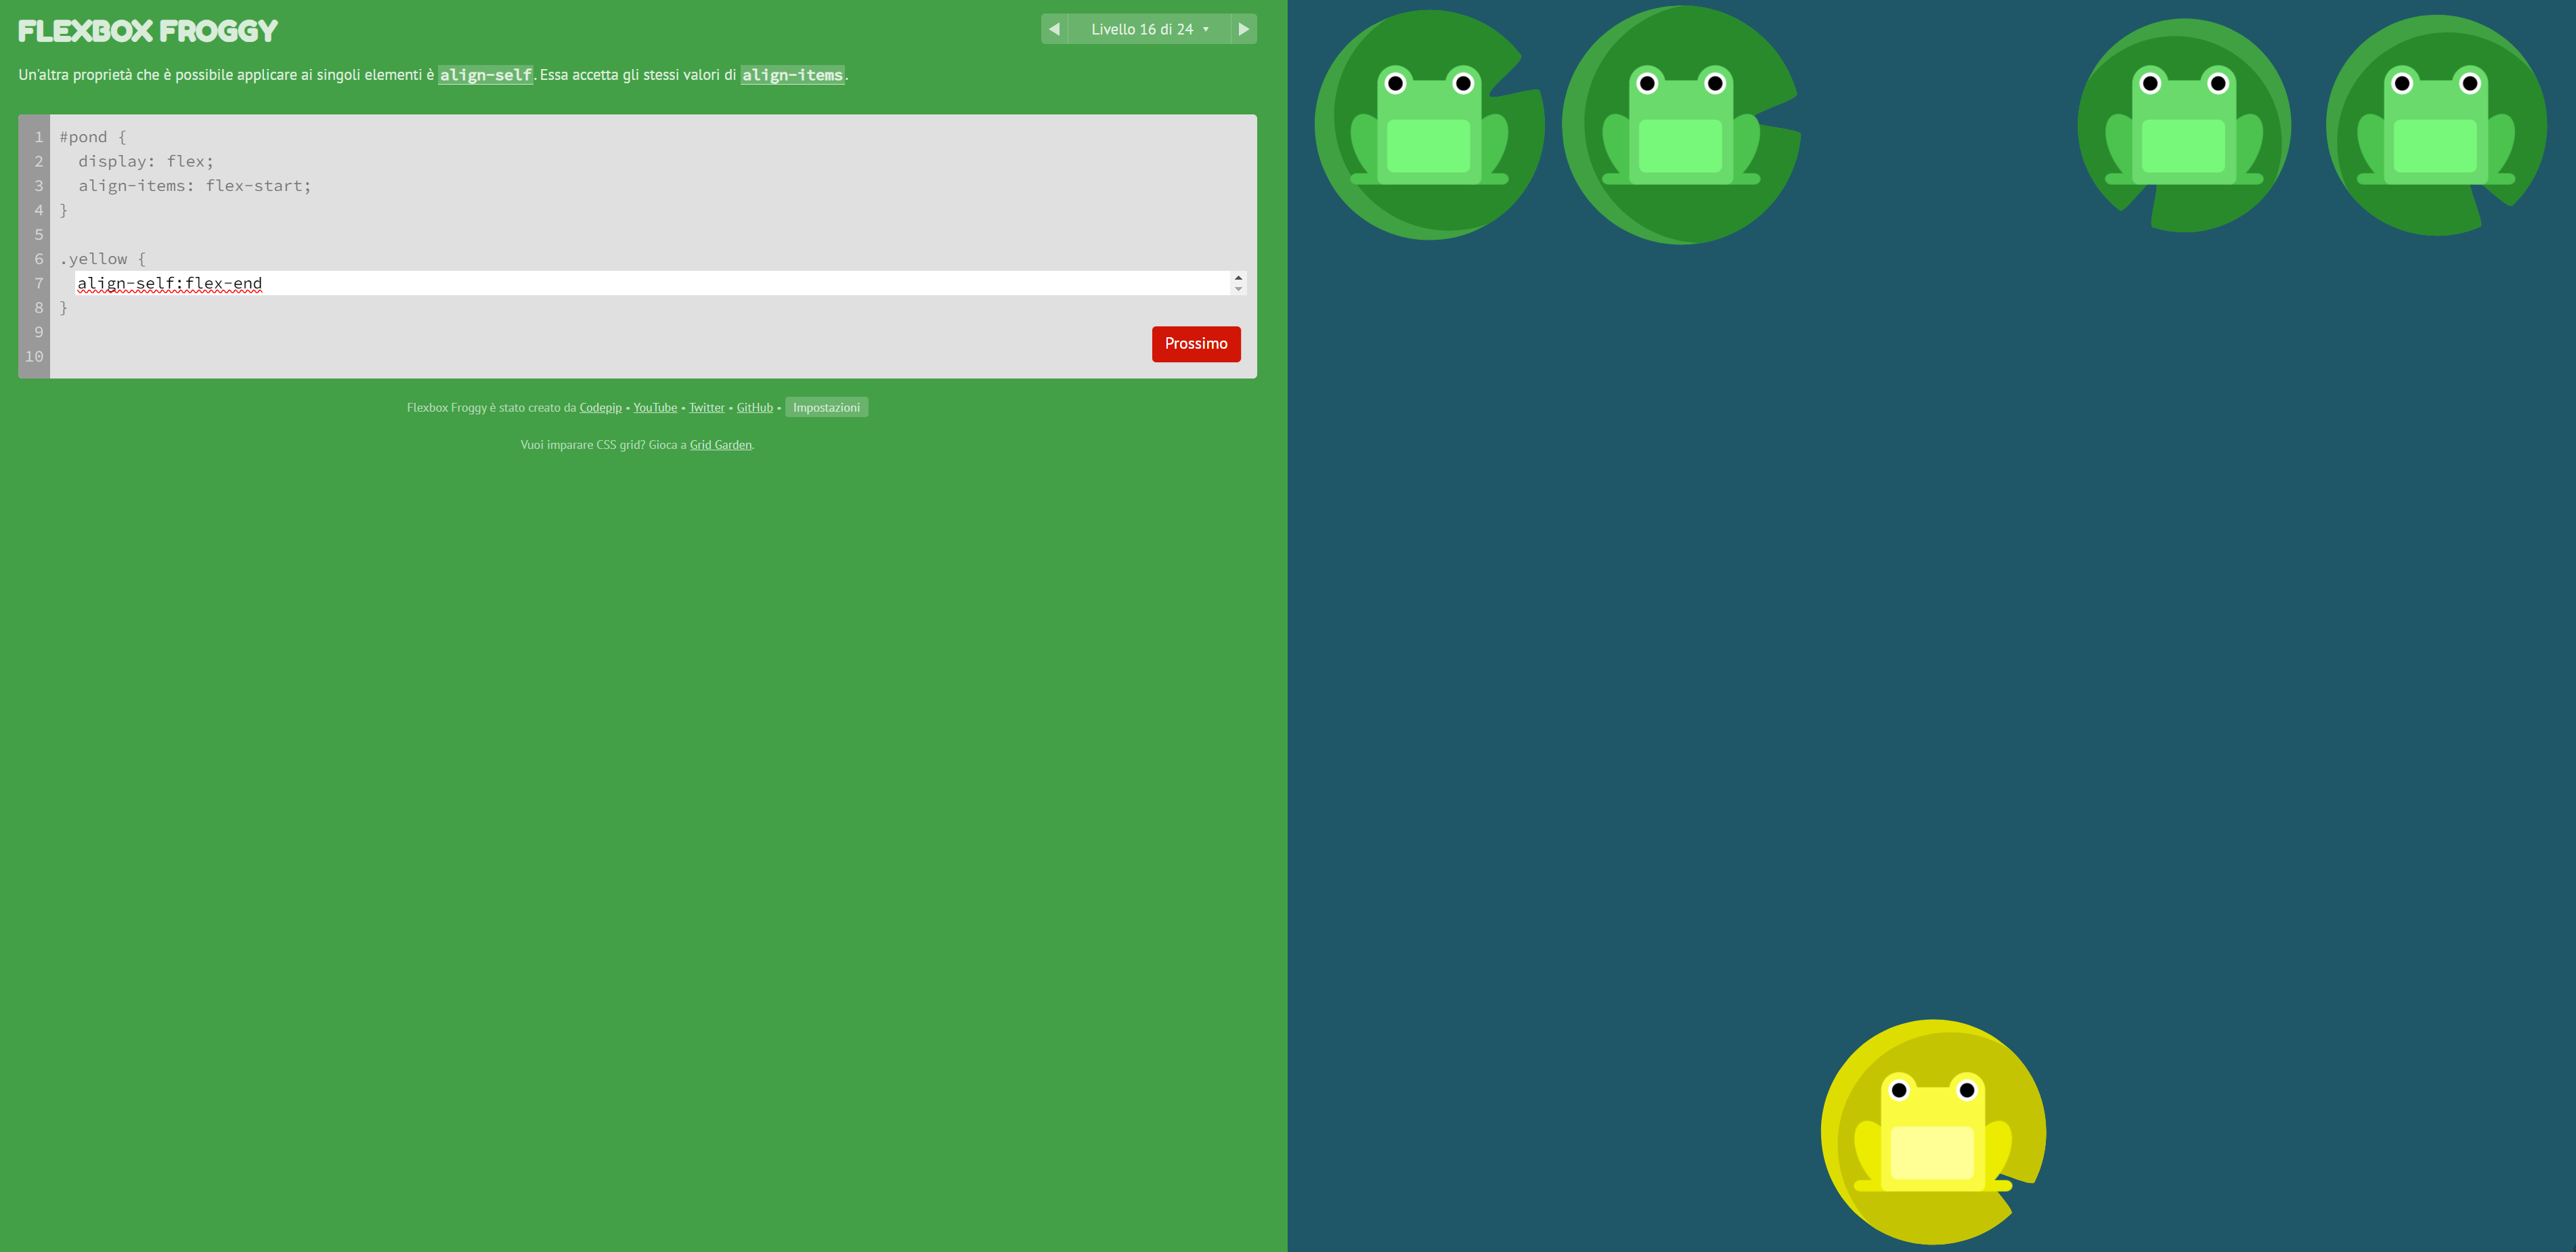 FLEXBOX FROGGY
Livello 16 di 24
Un'altra proprietà che è possibile applicare ai singoli elementi è align-self. Essa accetta gli stessi valori di align-items.
1 #pond {
2 display: flex;
3 align-items: flex-start;
4 }
5
6 .yellow {
7 align-self:flex-end
8 }
9
10
Prossimo
Flexbox Froggy è stato creato da Codepip • YouTube • Twitter • GitHub • Impostazioni
Vuoi imparare CSS grid? Gioca a Grid Garden.